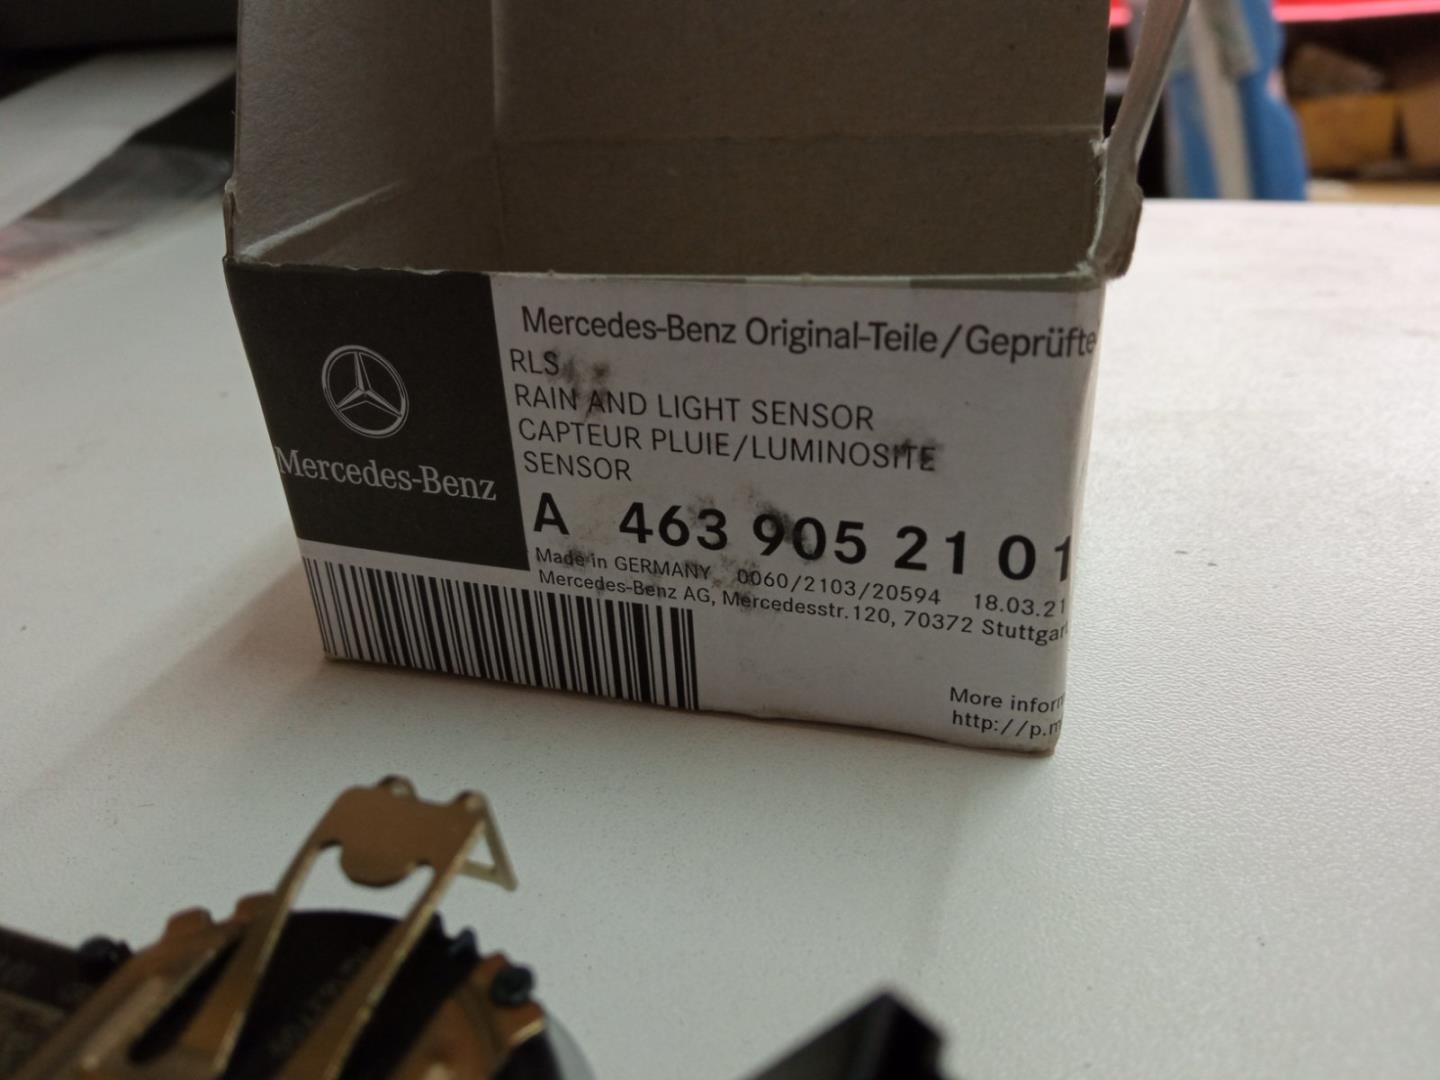 Mercedes-Benz
Mercedes-Benz Original-Teile/Geprüfte
RLS
RAIN AND LIGHT SENSOR
CAPTEUR PLUIE/LUMINOSITE
SENSOR
A 463 905 21 01
Made in GERMANY 0060/2103/20594 18.03.21
Mercedes-Benz AG, Mercedesstr.120, 70372 Stuttgar
More inform
http://p.m